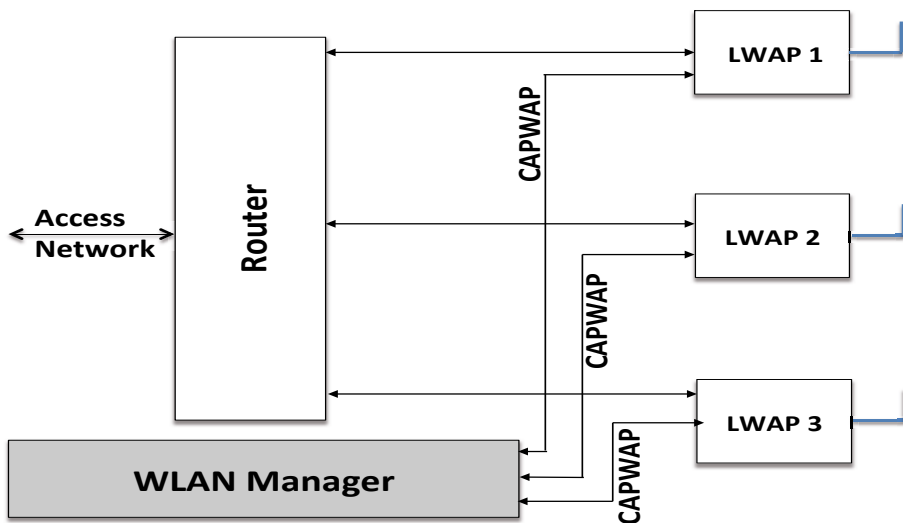 LWAP 1
CAPWAP
Router
Access
Network
LWAP 2
CAPWAP
LWAP 3
CAPWAP
WLAN Manager